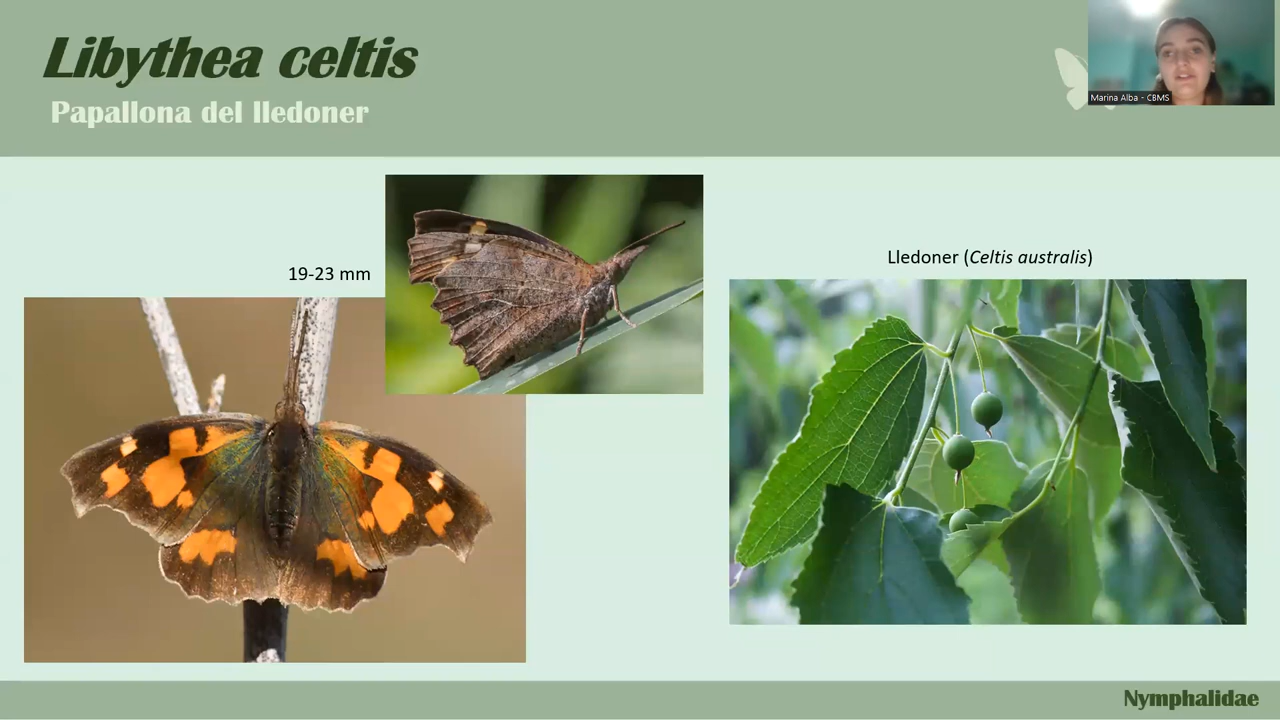 Libythea celtis
Papallona del lledoner
Marina Alba - CBMS
19-23 mm
Lledoner (Celtis australis)
Nymphalidae